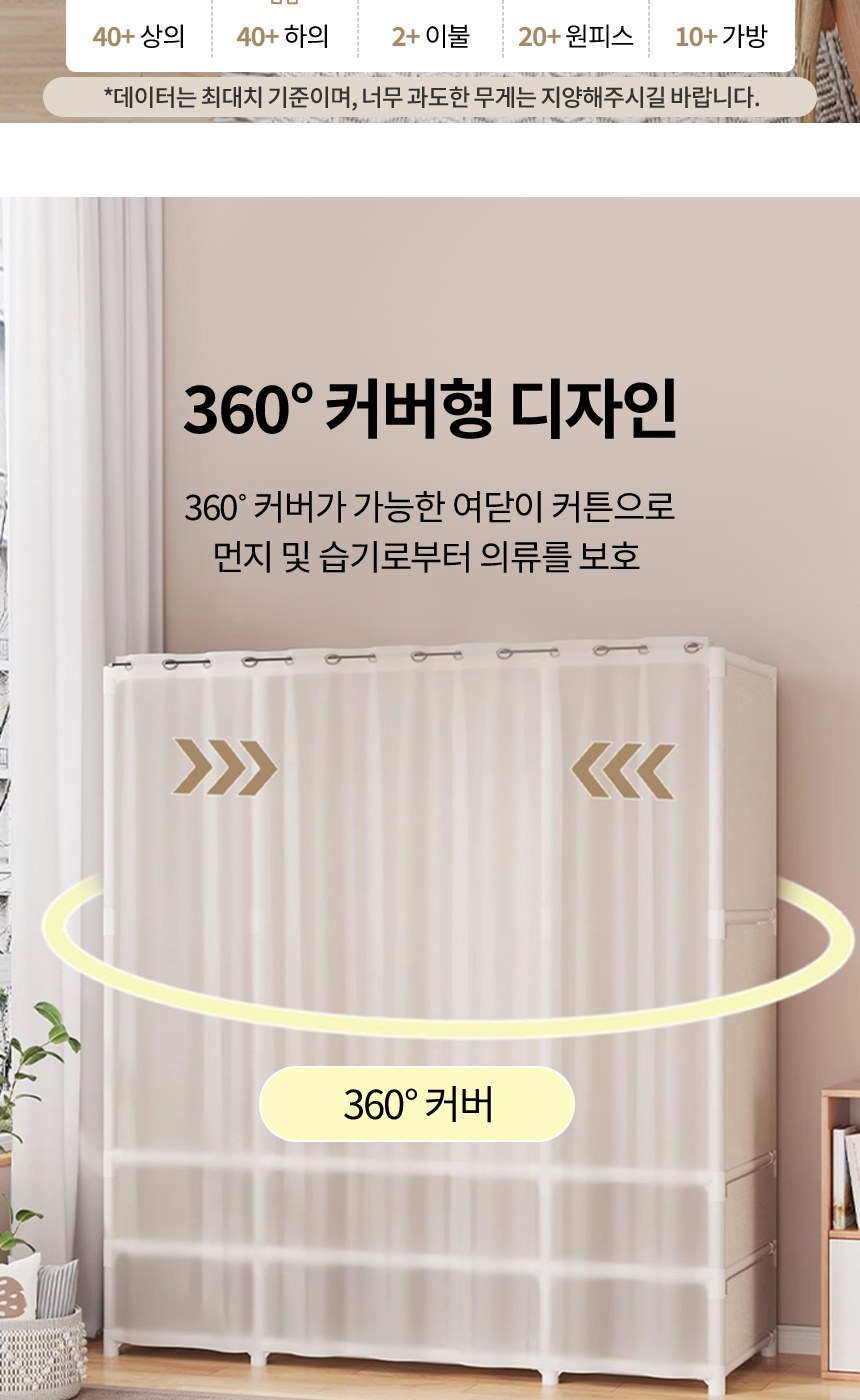 40+ 상의
40+ 하의
2+ 이불
20+ 원피스
10+ 가방
*데이터는 최대치 기준이며, 너무 과도한 무게는 지양해주시길 바랍니다.
360° 커버형 디자인
360° 커버가 가능한 여닫이 커튼으로
먼지 및 습기로부터 의류를 보호
360° 커버